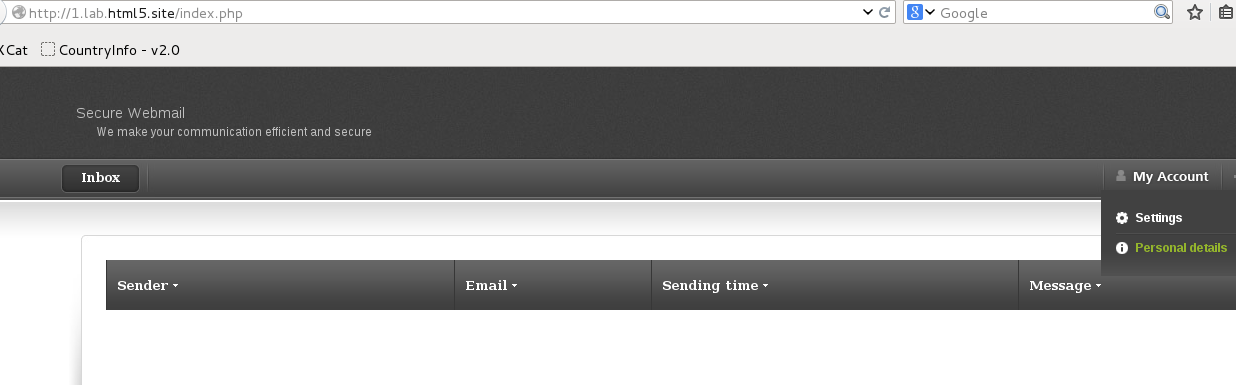 http://1.lab.html5.site/index.php
Google
XCat CountryInfo - v2.0
Secure Webmail
We make your communication efficient and secure
Inbox
My Account
Settings
Personal details
Sender Email Sending time Message